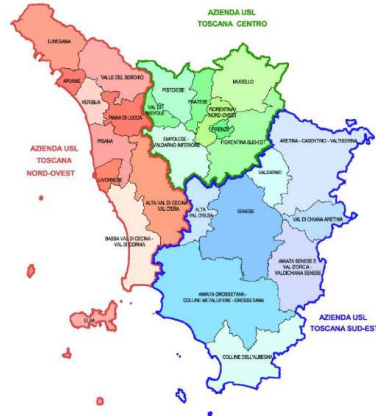 AZIENDA USL
TOSCANA CENTRO
LUNIGIANA
APUANE
VALLE DEL SERCHIO
VERSILIA
PIANA DI LUCCA
PISTOIESE
VAL DI
NIEVOLE
PRATESE
MUGELLO
FIORENTINA
NORD-OVEST
FIRENZE
EMPOLESE -
VALDARNO INFERIORE
FIORENTINA SUD-EST
AZIENDA USL
TOSCANA
NORD-OVEST
PISANA
LIVORNESE
ALTA VAL DI CECINA
VAL D'ERA
BASSA VAL DI CECINA -
VAL DI CORNIA
ELBA
ARETINA - CASENTINO - VALTIBERINA
VALDARNO
ALTA
VAL D'ELSA
SENESE
VAL DI CHIANA ARETINA
AMIATA SENESE E
VAL D'ORCIA -
VALDICHIANA SENESE
AMIATA GROSSETANA -
COLLINE METALLIFERE - GROSSETANA
COLLINE DELL'ALBEGNA
AZIENDA USL
TOSCANA SUD-EST